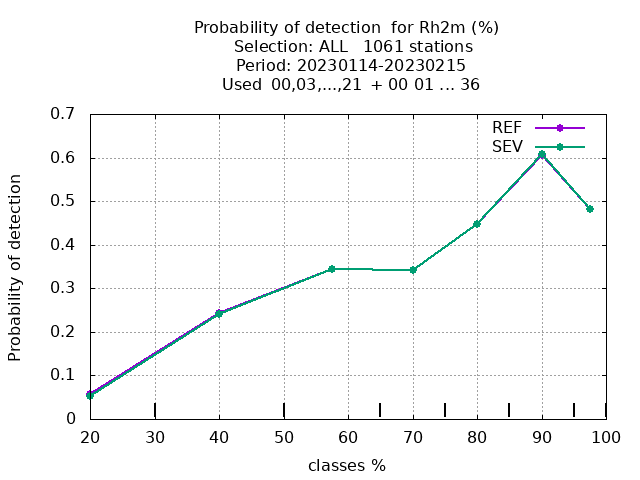 Probability of detection  for Rh2m (%)
Selection: ALL   1061 stations
Period: 20230114-20230215
Used  00,03,...,21  + 00 01 ... 36
REF
SEV
0.7
0.6
0.5
0.4
0.3
0.2
0.1
0
Probability of detection
20 30 40 50 60 70 80 90 100
classes %